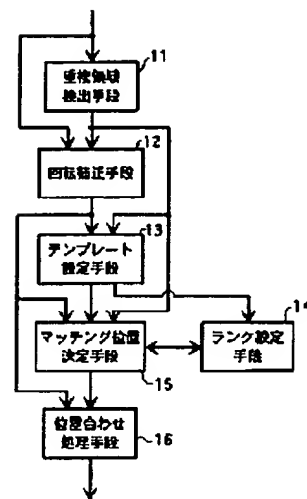 11
重複領域
検出手段
12
回転補正手段
13
テンプレート
設定手段
14
マッチング位置
決定手段
ランク設定
手段
15
位置合わせ
処理手段
16